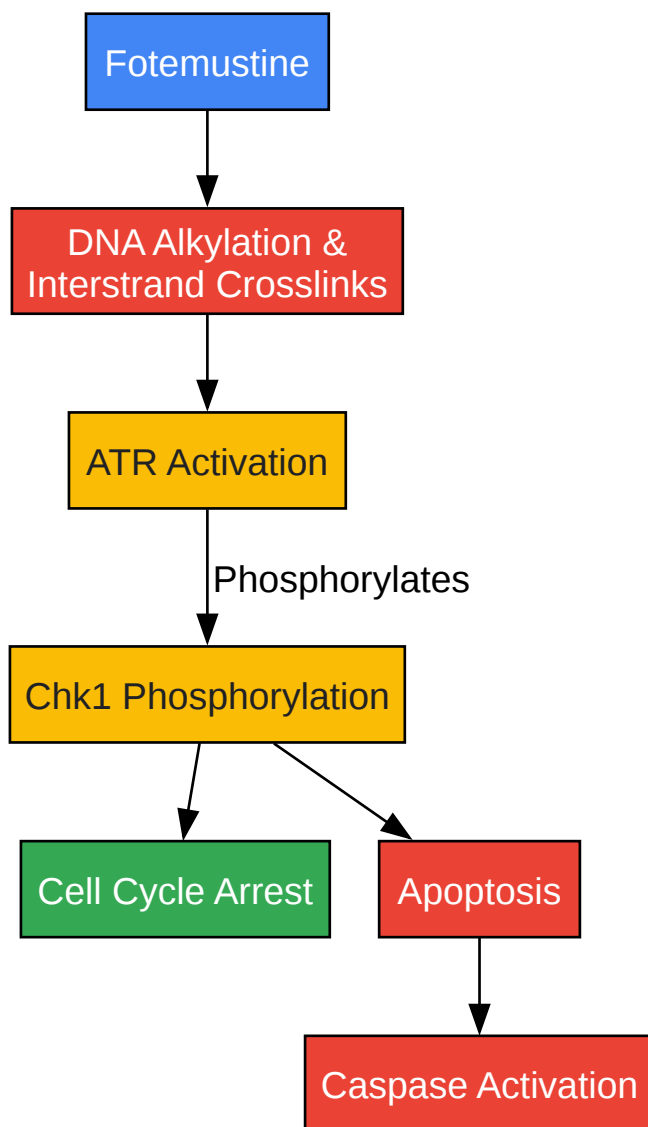 Fotemustine
DNA Alkylation &
Interstrand Crosslinks
ATR Activation
Phosphorylates
Chk1 Phosphorylation
Cell Cycle Arrest
Apoptosis
Caspase Activation